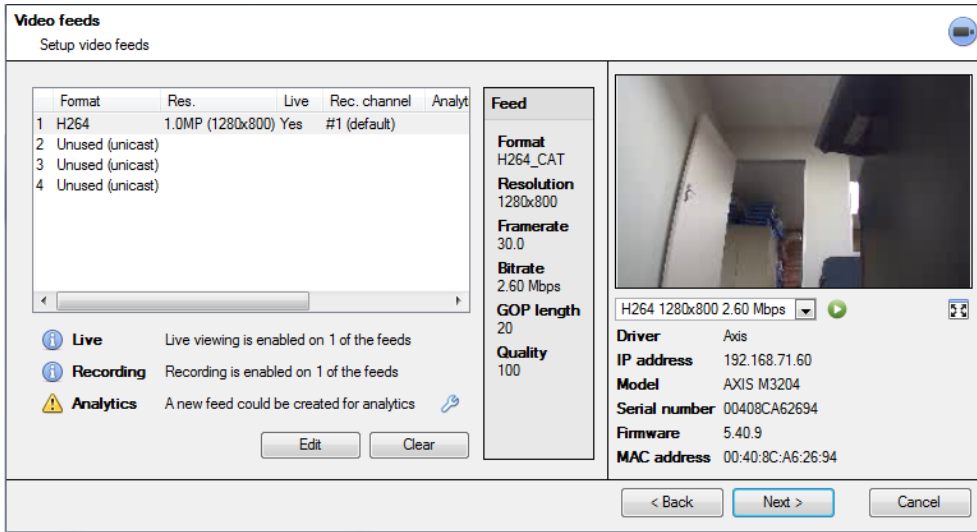 Video feeds
Setup video feeds
Format Res. Live Rec. channel Analyti
1 H264 1.0MP (1280x800) Yes #1 (default)
2 Unused (unicast)
3 Unused (unicast)
4 Unused (unicast)
Live Live viewing is enabled on 1 of the feeds
Recording Recording is enabled on 1 of the feeds
Analytics A new feed could be created for analytics
Edit Clear
Feed
Format
H264_CAT
Resolution
1280x800
Framerate
30.0
Bitrate
2.60 Mbps
GOP length
20
Quality
100
H264 1280x800 2.60 Mbps
Driver Axis
IP address 192.168.71.60
Model AXIS M3204
Serial number 00408CA62694
Firmware 5.40.9
MAC address 00:40:8C:A6:26:94
< Back Next > Cancel